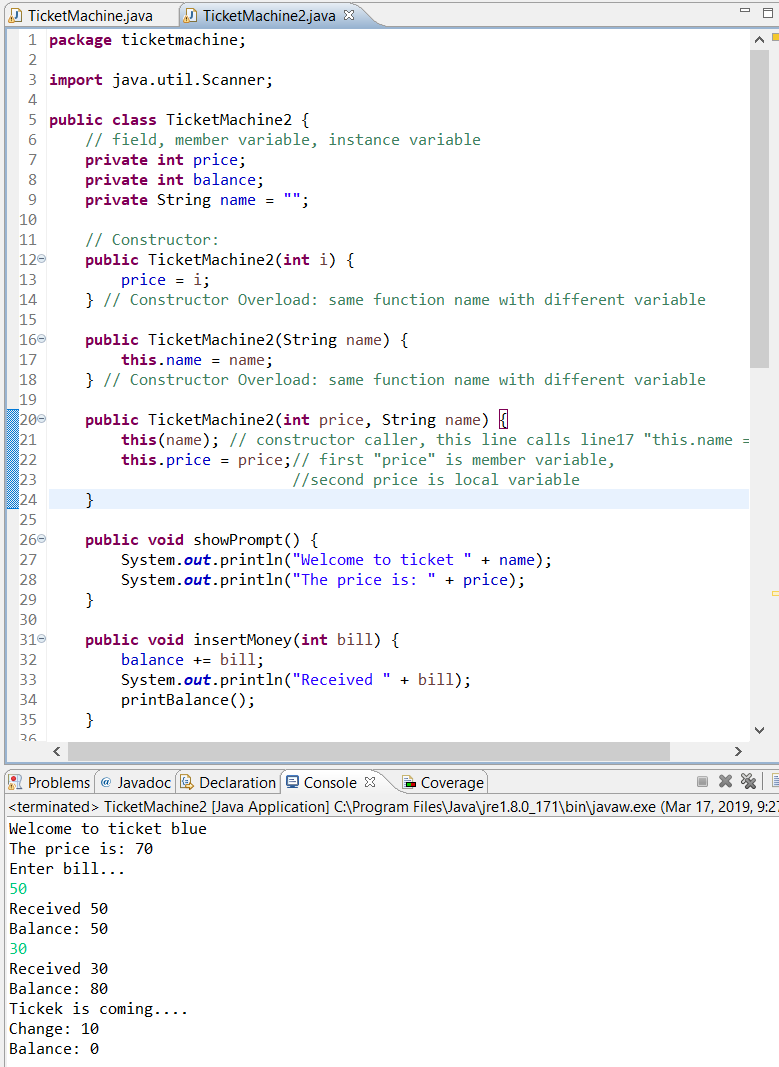 TicketMachine.java TicketMachine2.java
1 package ticketmachine;
2
3 import java.util.Scanner;
4
5 public class TicketMachine2 {
6 // field, member variable, instance variable
7 private int price;
8 private int balance;
9 private String name = "";
10
11 // Constructor:
12 public TicketMachine2(int i) {
13 price = i;
14 } // Constructor Overload: same function name with different variable
15
16 public TicketMachine2(String name) {
17 this.name = name;
18 } // Constructor Overload: same function name with different variable
19
20 public TicketMachine2(int price, String name) {
21 this(name); // constructor caller, this line calls line17 "this.name =
22 this.price = price;// first "price" is member variable,
23 //second price is local variable
24 }
25
26 public void showPrompt() {
27 System.out.println("Welcome to ticket " + name);
28 System.out.println("The price is: " + price);
29 }
30
31 public void insertMoney(int bill) {
32 balance += bill;
33 System.out.println("Received " + bill);
34 printBalance();
35 }
36
Problems @ Javadoc Declaration Console Coverage
<terminated> TicketMachine2 [Java Application] C:\Program Files\Java\jre1.8.0_171\bin\javaw.exe (Mar 17, 2019, 9:27
Welcome to ticket blue
The price is: 70
Enter bill...
50
Received 50
Balance: 50
30
Received 30
Balance: 80
Tickek is coming....
Change: 10
Balance: 0